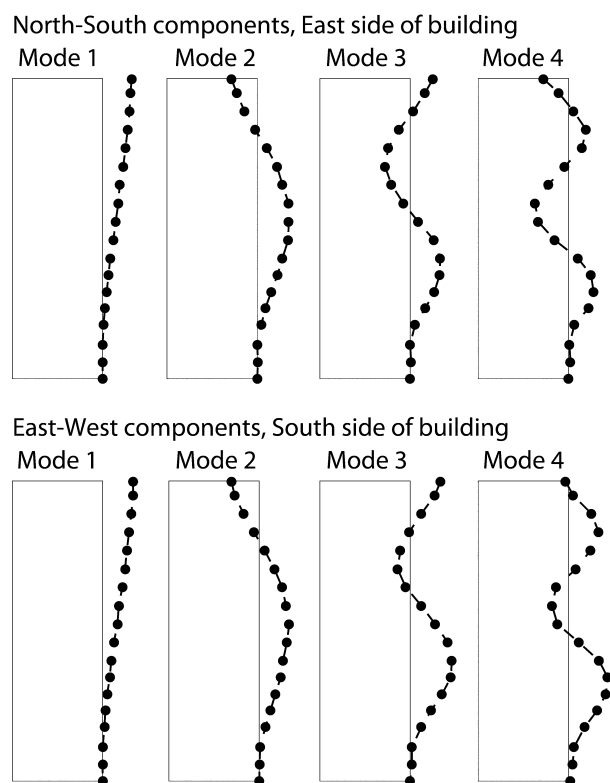 North-South components, East side of building
Mode 1 Mode 2 Mode 3 Mode 4
East-West components, South side of building
Mode 1 Mode 2 Mode 3 Mode 4